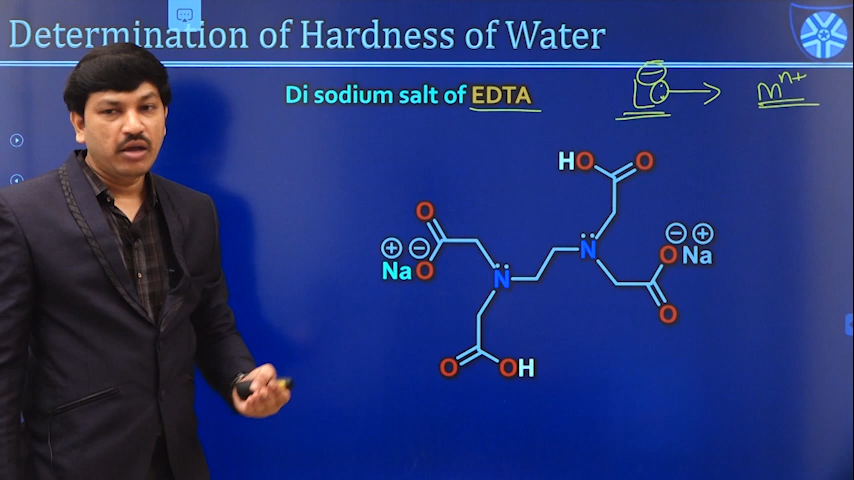 Determination of Hardness of Water
Di sodium salt of EDTA
L
M^n+
HO O
O
⊕ ⊖
Na O
N
N
⊖ ⊕
O Na
O
O OH